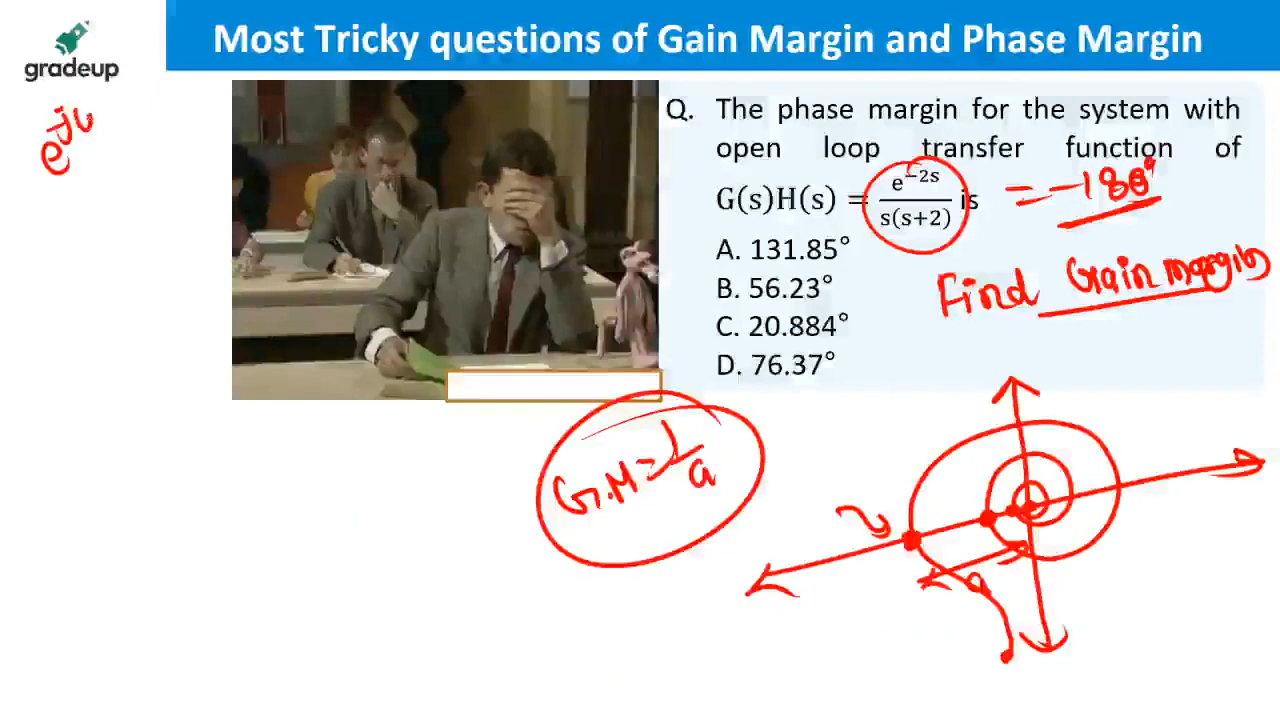 Most Tricky questions of Gain Margin and Phase Margin
gradeup
Q. The phase margin for the system with
open loop transfer function of
G(s)H(s) = e^{-2s}/s(s+2) is
= -180°
A. 131.85°
B. 56.23°
C. 20.884°
D. 76.37°
Find Gain margin
G.M = 1/a
a